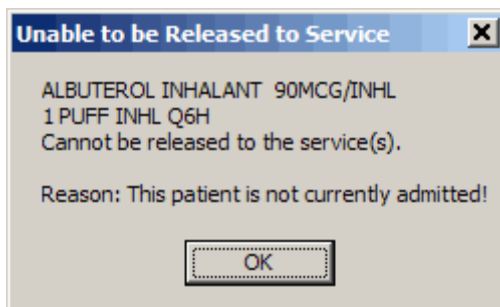 Unable to be Released to Service
ALBUTEROL INHALANT  90MCG/INHL
1 PUFF INHL Q6H
Cannot be released to the service(s).
Reason: This patient is not currently admitted!
OK